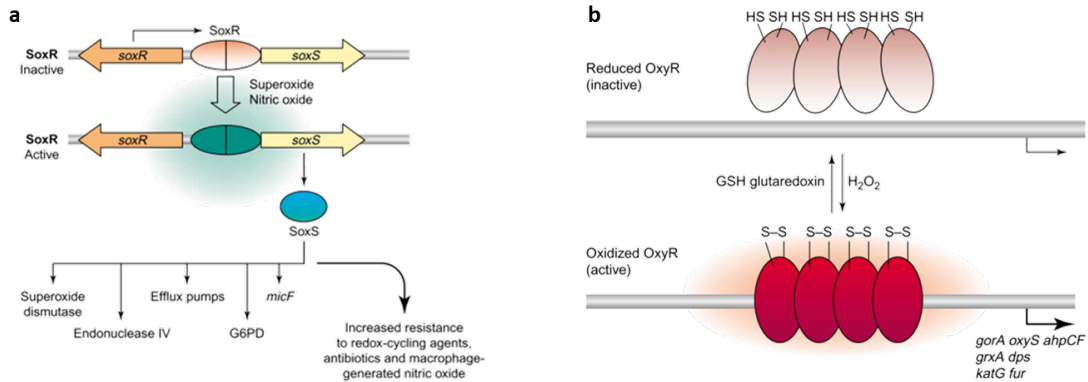 a
SoxR
SoxR
Inactive
soxR
soxS
Superoxide
Nitric oxide
SoxR
Active
soxR
soxS
SoxS
Superoxide
dismutase
Endonuclease IV
Efflux pumps
G6PD
micF
Increased resistance
to redox-cycling agents,
antibiotics and macrophage-
generated nitric oxide
b
HS SH HS SH HS SH HS SH
Reduced OxyR
(inactive)
GSH glutaredoxin
H₂O₂
S–S S–S S–S S–S
Oxidized OxyR
(active)
gorA oxyS ahpCF
grxA dps
katG fur